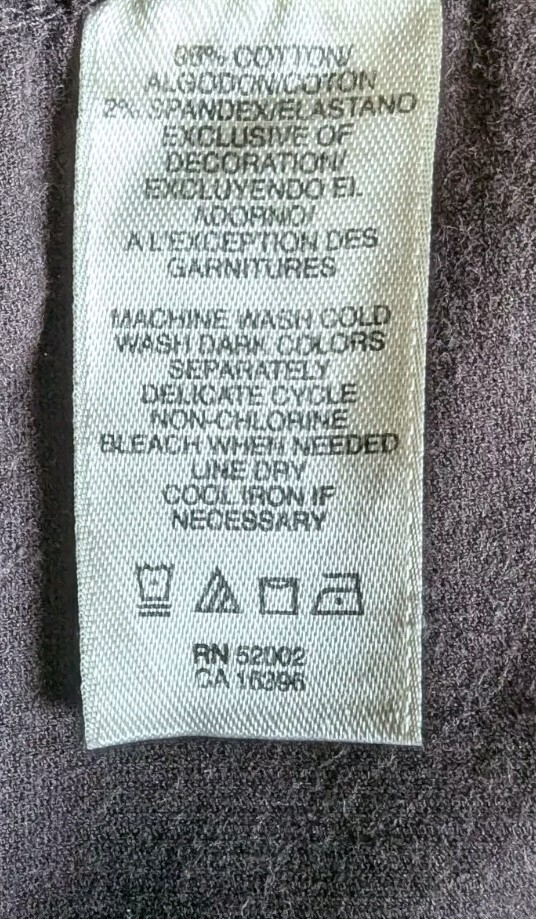 98% COTTON/
ALGODON/COTON
2% SPANDEX/ELASTANO
EXCLUSIVE OF
DECORATION/
EXCLUYENDO EL
ADORNO/
A L'EXCEPTION DES
GARNITURES
MACHINE WASH COLD
WASH DARK COLORS
SEPARATELY
DELICATE CYCLE
NON-CHLORINE
BLEACH WHEN NEEDED
LINE DRY
COOL IRON IF
NECESSARY
RN 52002
CA 15396